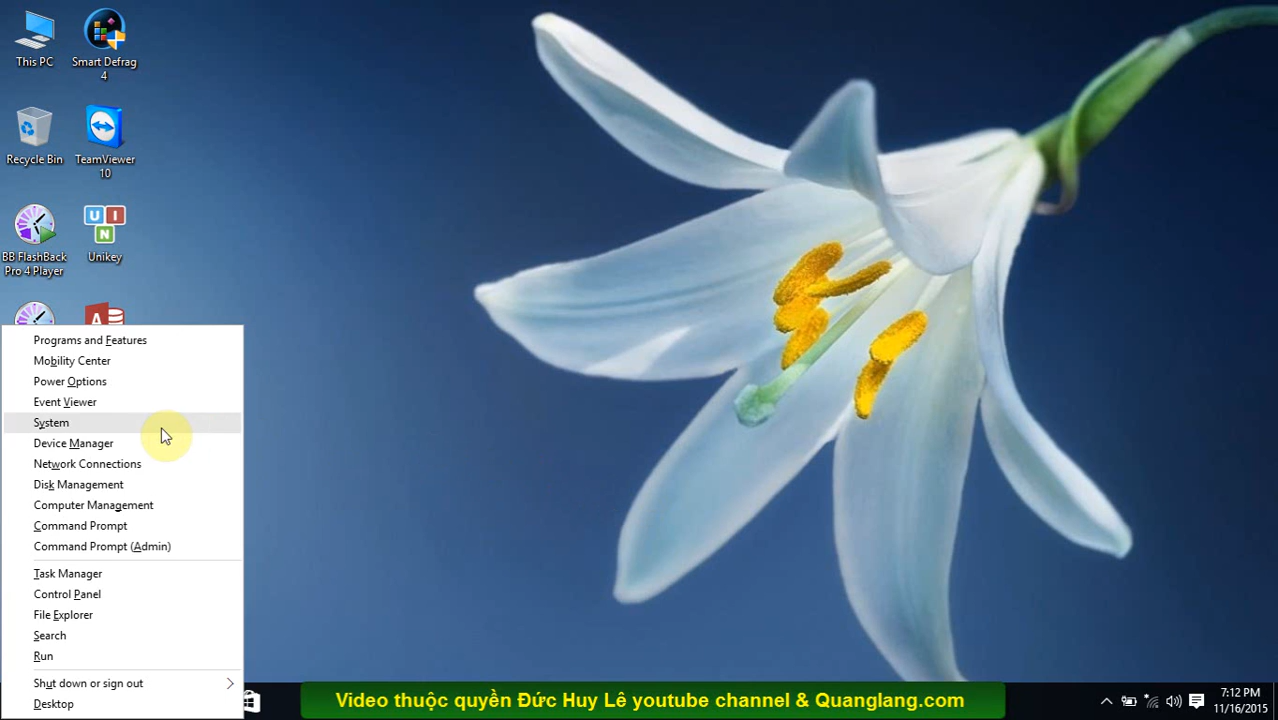 This PC
Smart Defrag
4
Recycle Bin
TeamViewer
10
BB FlashBack
Pro 4 Player
Unikey
Programs and Features
Mobility Center
Power Options
Event Viewer
System
Device Manager
Network Connections
Disk Management
Computer Management
Command Prompt
Command Prompt (Admin)
Task Manager
Control Panel
File Explorer
Search
Run
Shut down or sign out
Desktop
Video thuộc quyền Đức Huy Lê youtube channel & Quanglang.com
7:12 PM
11/16/2015